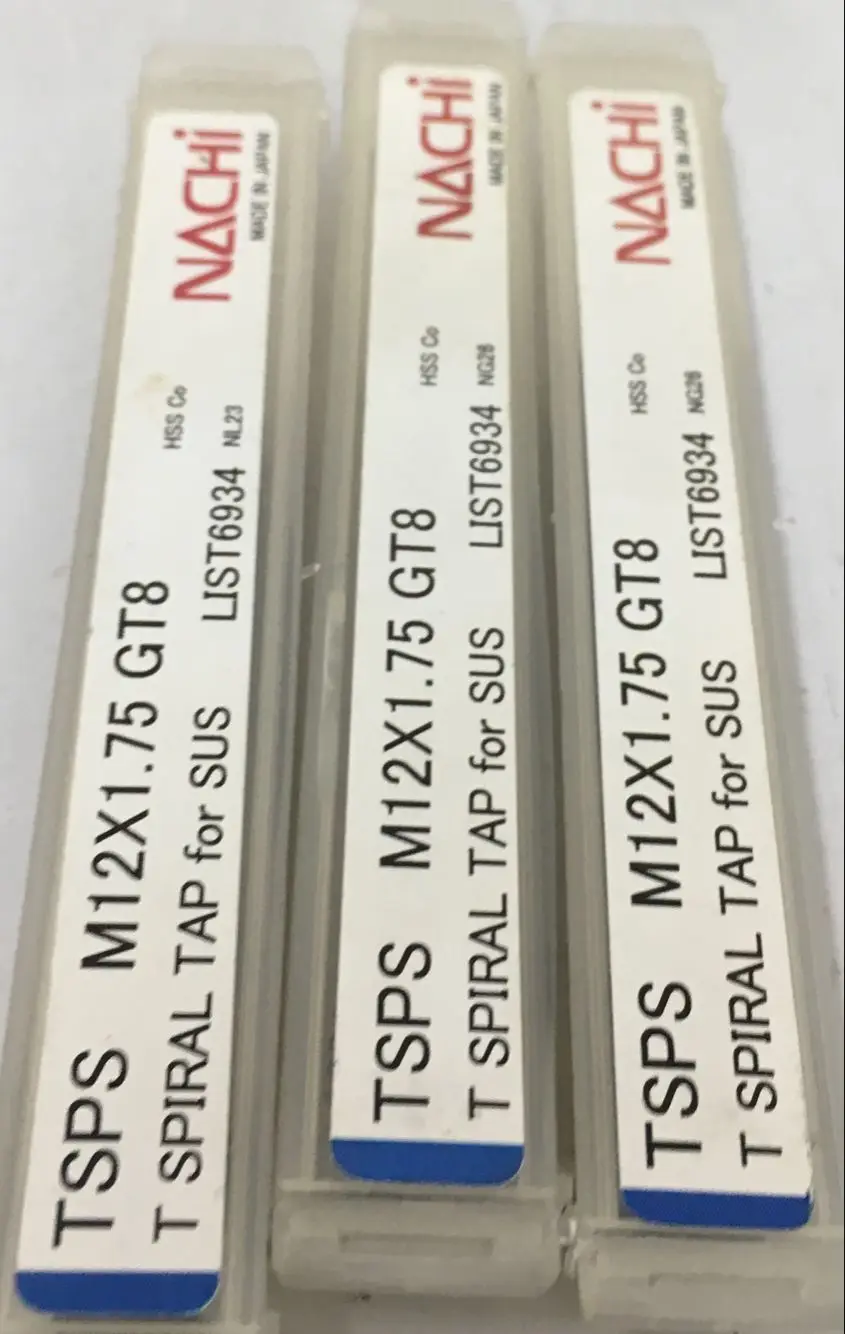 TSPS M12X1.75 GT8 HSS Co NACHi
T SPIRAL TAP for SUS LIST6934 NL23 MADE IN JAPAN
TSPS M12X1.75 GT8 HSS Co NACHi
T SPIRAL TAP for SUS LIST6934 NG28 MADE IN JAPAN
TSPS M12X1.75 GT8 HSS Co NACHi
T SPIRAL TAP for SUS LIST6934 NG28 MADE IN JAPAN